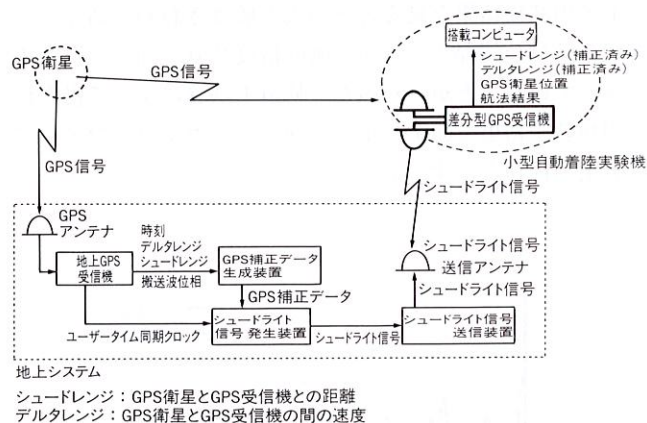 GPS衛星
GPS信号
搭載コンピュータ
シュードレンジ(補正済み)
デルタレンジ(補正済み)
GPS衛星位置
航法結果
差分型GPS受信機
小型自動着陸実験機
GPS信号
シュードライト信号
GPS
アンテナ
地上GPS
受信機
時刻
デルタレンジ
シュードレンジ
搬送波位相
GPS補正データ
生成装置
GPS補正データ
ユーザータイム同期クロック
シュードライト
信号発生装置
シュードライト信号
シュードライト信号
送信アンテナ
シュードライト信号
シュードライト信号
送信装置
地上システム
シュードレンジ：GPS衛星とGPS受信機との距離
デルタレンジ：GPS衛星とGPS受信機の間の速度